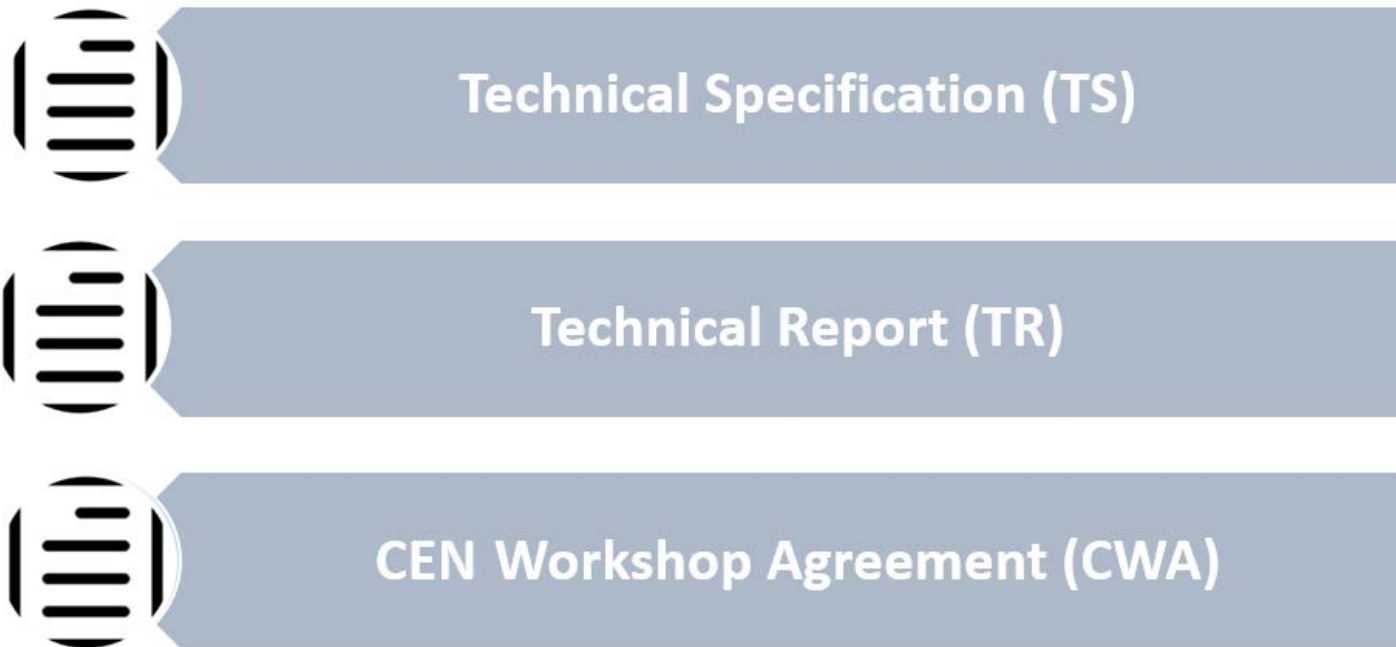 Technical Specification (TS)
Technical Report (TR)
CEN Workshop Agreement (CWA)